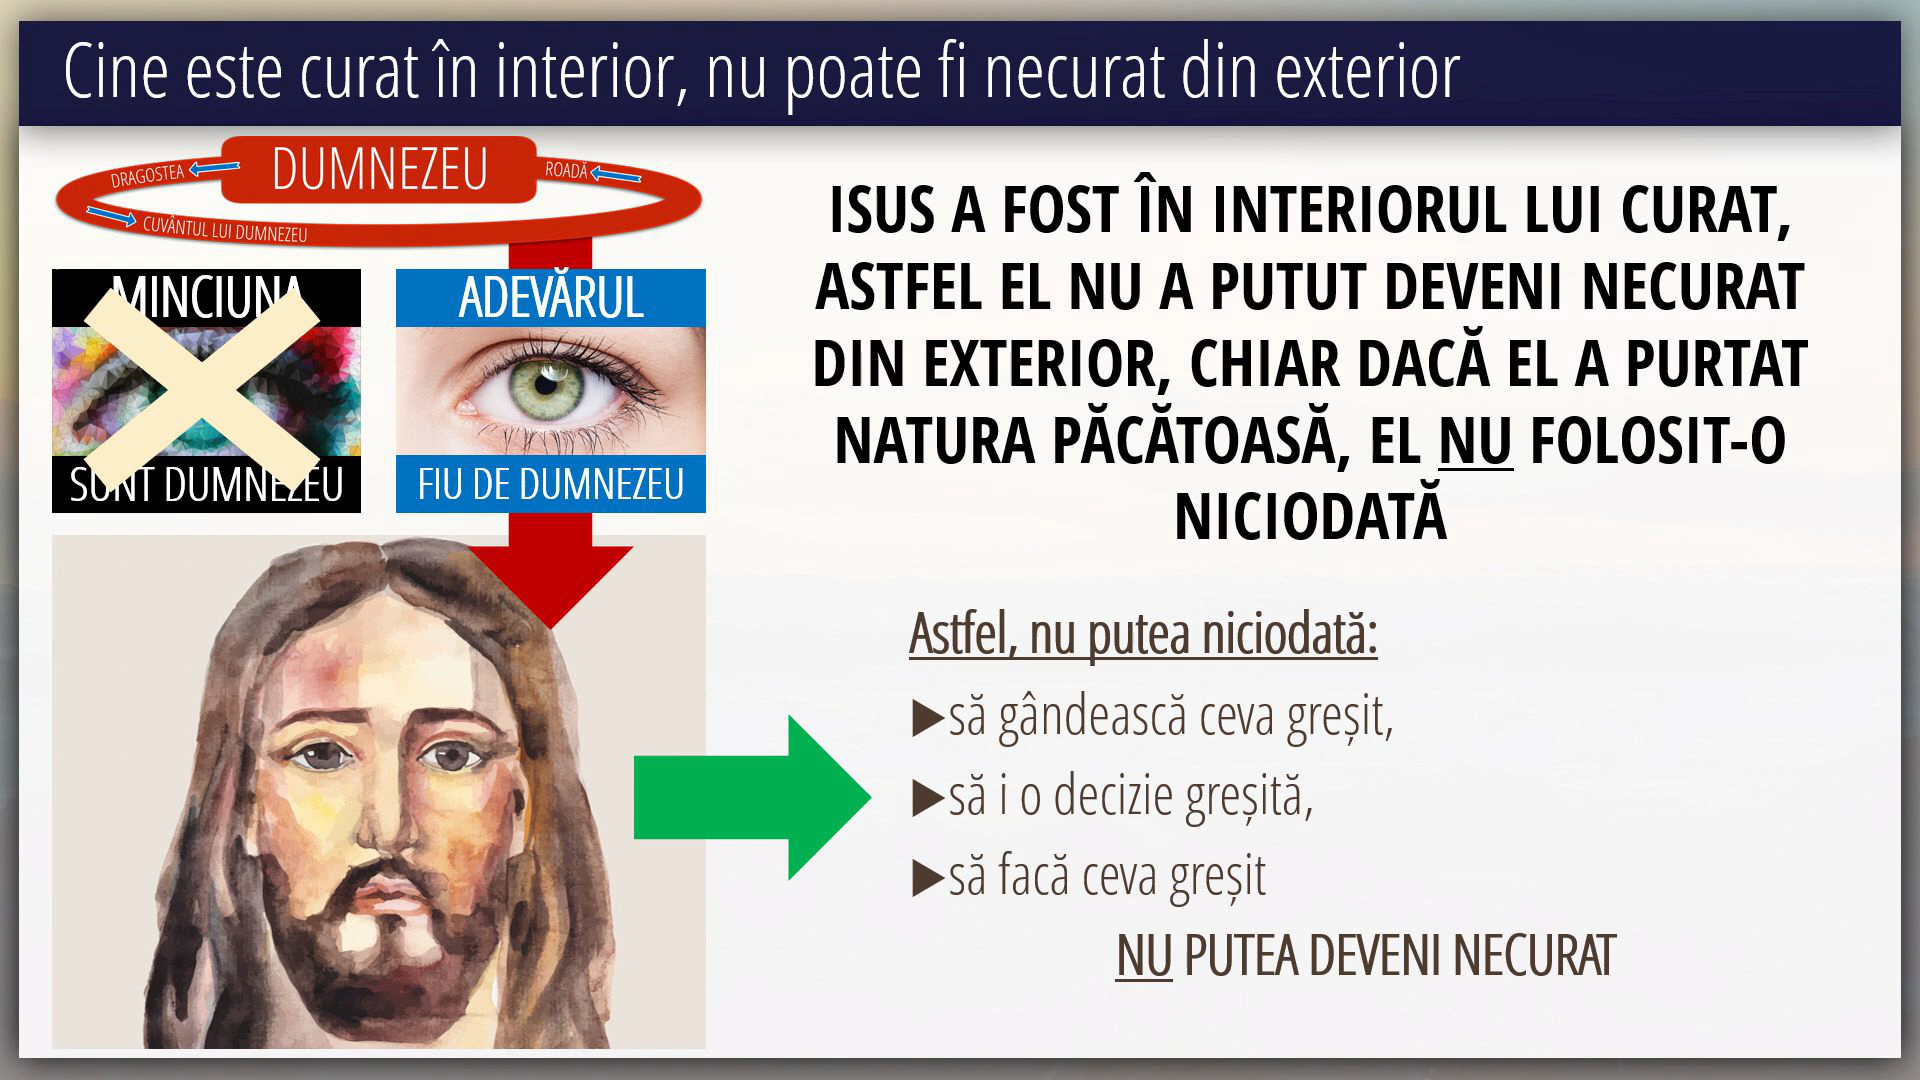 Cine este curat în interior, nu poate fi necurat din exterior
DUMNEZEU
DRAGOSTEA
ROADĂ
CUVÂNTUL LUI DUMNEZEU
MINCIUNA
SUNT DUMNEZEU
ADEVĂRUL
FIU DE DUMNEZEU
ISUS A FOST ÎN INTERIORUL LUI CURAT,
ASTFEL EL NU A PUTUT DEVENI NECURAT
DIN EXTERIOR, CHIAR DACĂ EL A PURTAT
NATURA PĂCĂTOASĂ, EL NU FOLOSIT-O
NICIODATĂ
Astfel, nu putea niciodată:
să gândească ceva greșit,
să i o decizie greșită,
să facă ceva greșit
NU PUTEA DEVENI NECURAT